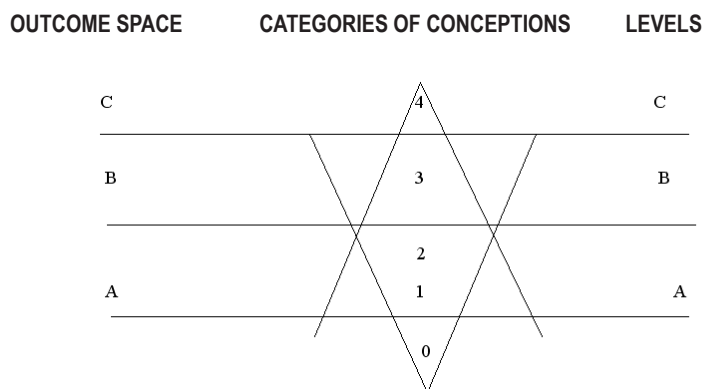 OUTCOME SPACE CATEGORIES OF CONCEPTIONS LEVELS
C 4 C
B 3 B
2
A 1 A
0